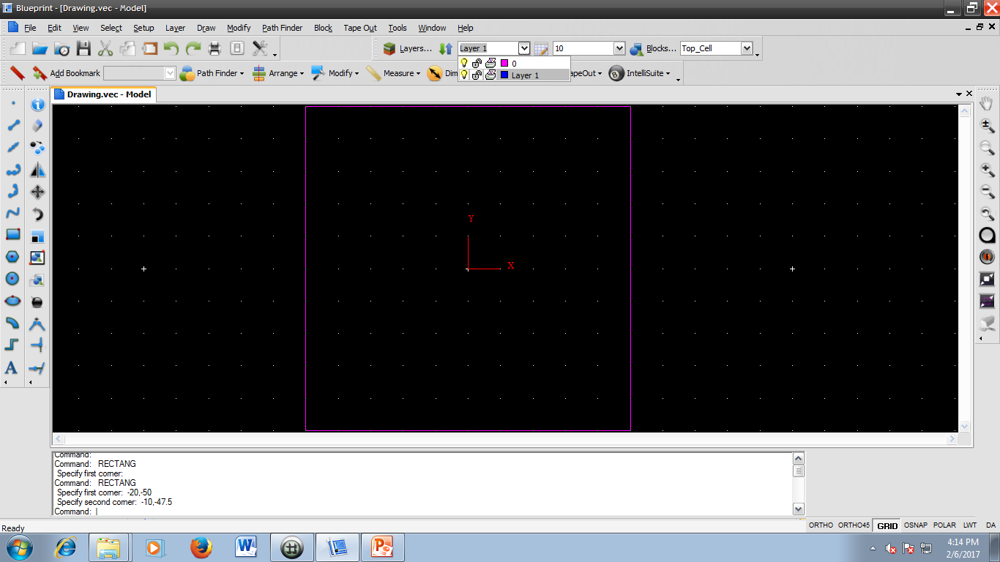 Blueprint - [Drawing.vec - Model]
File Edit View Select Setup Layer Draw Modify Path Finder Block Tape Out Tools Window Help
Layers... Layer 1 10 Blocks... Top_Cell
0
Layer 1
Add Bookmark Path Finder Arrange Modify Measure Dim apeOut IntelliSuite
Drawing.vec - Model
Y
X
A
Command:
Command: RECTANG
Specify first corner:
Command: RECTANG
Specify first corner: -20,-50
Specify second corner: -10,-47.5
Command:
Ready ORTHO ORTHO45 GRID OSNAP POLAR LWT DA
4:14 PM
2/6/2017